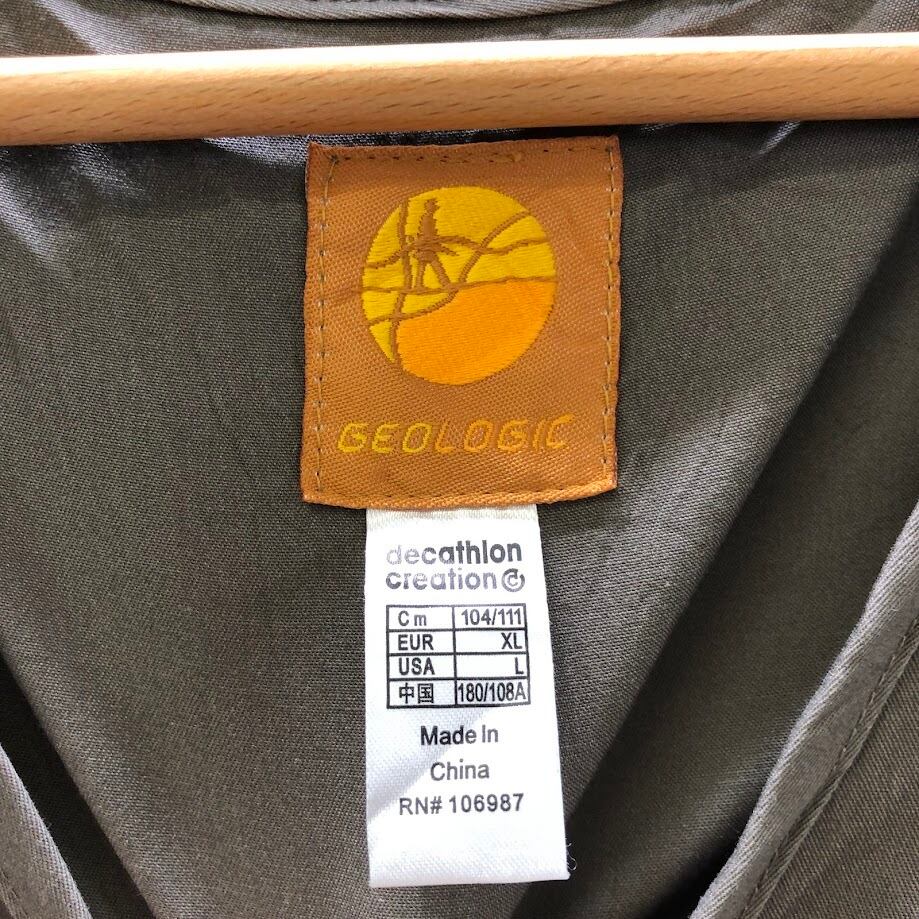 GEOLOGIC
decathlon
creation
Cm 104/111
EUR XL
USA L
中国 180/108A
Made In
China
RN# 106987